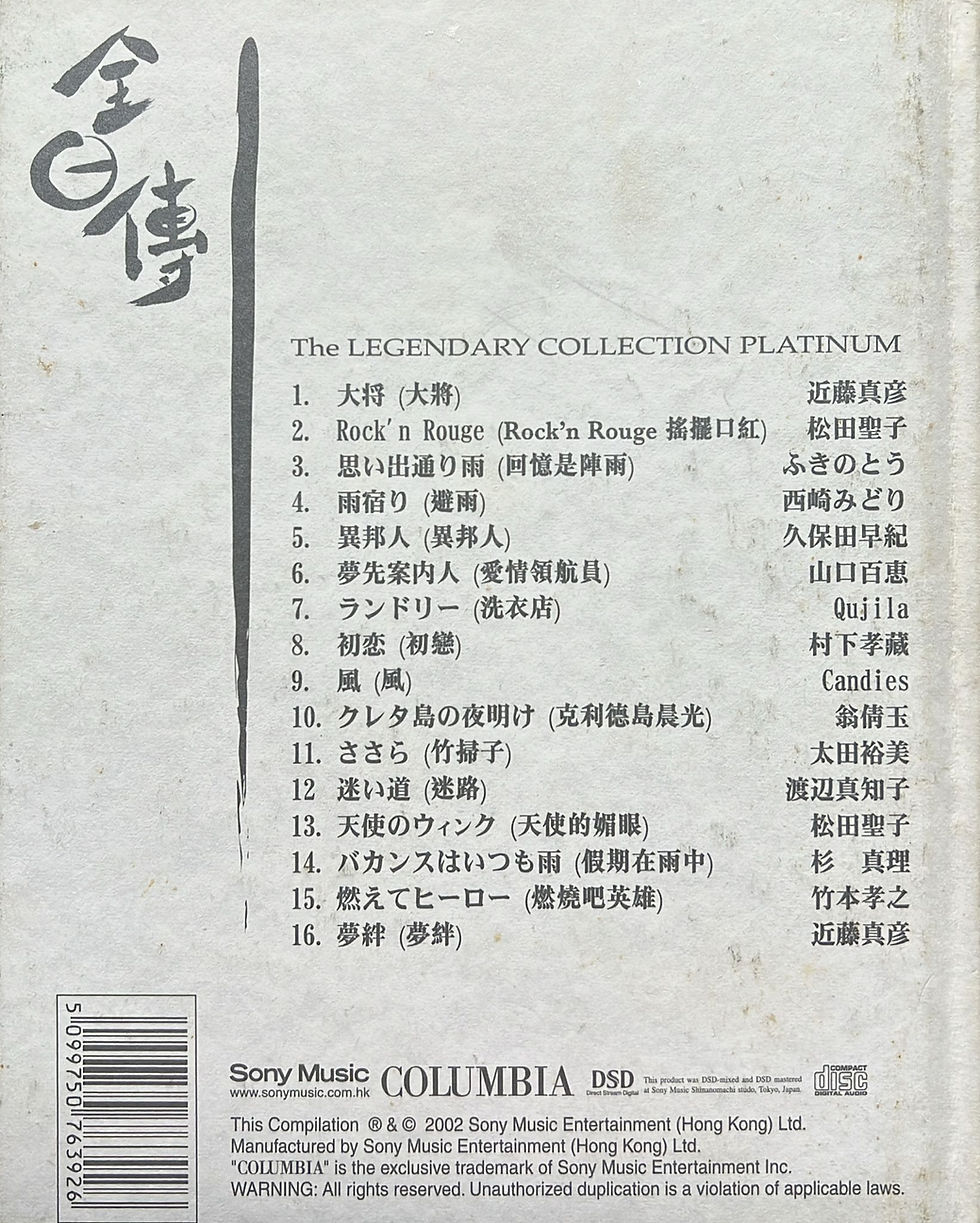 全
日
傳
The LEGENDARY COLLECTION PLATINUM
1. 大将 (大將) 近藤真彦
2. Rock'n Rouge (Rock’n Rouge 搖擺口紅) 松田聖子
3. 思い出通り雨 (回憶是陣雨) ふきのとう
4. 雨宿り (避雨) 西崎みどり
5. 異邦人 (異邦人) 久保田早紀
6. 夢先案内人 (愛情領航員) 山口百恵
7. ランドリー (洗衣店) Qujila
8. 初恋 (初戀) 村下孝藏
9. 風 (風) Candies
10. クレタ島の夜明け (克利德島晨光) 翁倩玉
11. ささら (竹掃子) 太田裕美
12 迷い道 (迷路) 渡辺真知子
13. 天使のウィンク (天使的媚眼) 松田聖子
14. バカンスはいつも雨 (假期在雨中) 杉　真理
15. 燃えてヒーロー (燃燒吧英雄) 竹本孝之
16. 夢絆 (夢絆) 近藤真彦
5 099750 763926
Sony Music
www.sonymusic.com.hk
COLUMBIA
DSD
Direct Stream Digital
This product was DSD-mixed and DSD mastered
at Sony Music Shinanomachi studo, Tokyo, Japan.
COMPACT
disc
DIGITAL AUDIO
This Compilation ® & © 2002 Sony Music Entertainment (Hong Kong) Ltd.
Manufactured by Sony Music Entertainment (Hong Kong) Ltd.
"COLUMBIA" is the exclusive trademark of Sony Music Entertainment Inc.
WARNING: All rights reserved. Unauthorized duplication is a violation of applicable laws.